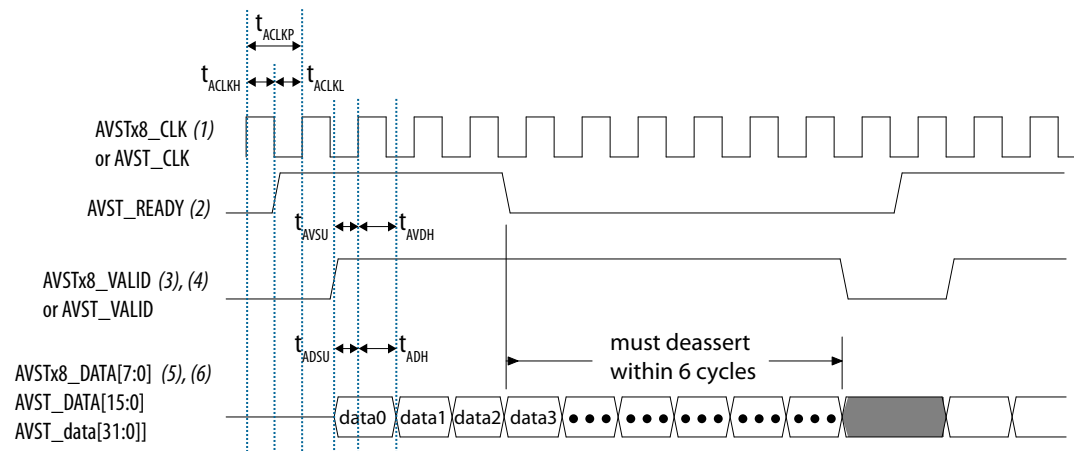 tACLKP
tACLKH
tACLKL
AVSTx8_CLK (1)
or AVST_CLK
AVST_READY (2)
tAVSU
tAVDH
AVSTx8_VALID (3), (4)
or AVST_VALID
tADSU
tADH
must deassert
within 6 cycles
AVSTx8_DATA[7:0] (5), (6)
AVST_DATA[15:0]
AVST_data[31:0]]
data0 data1 data2 data3